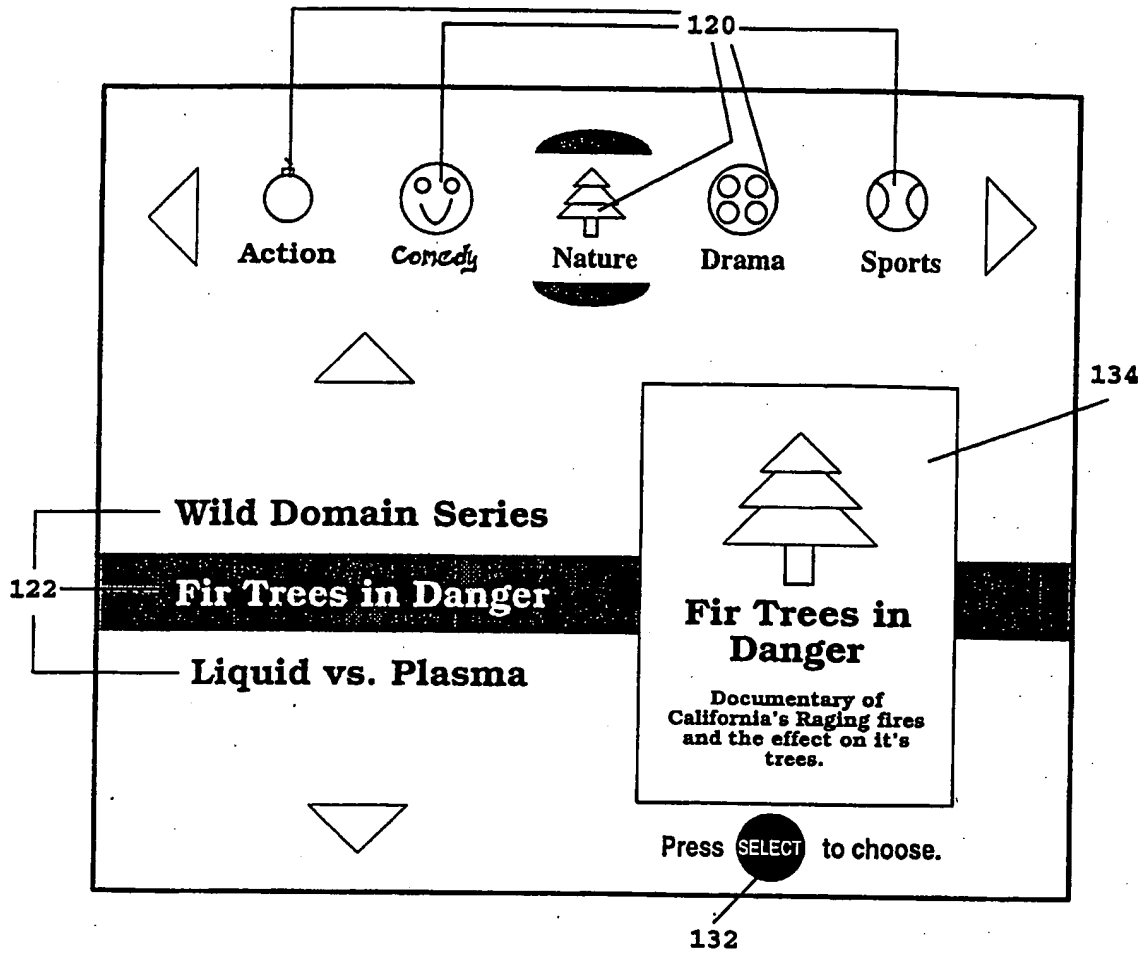 120
Action
Comedy
Nature
Drama
Sports
134
Wild Domain Series
122
Fir Trees in Danger
Liquid vs. Plasma
Fir Trees in
Danger
Documentary of
California's Raging fires
and the effect on it's
trees.
Press SELECT to choose.
132